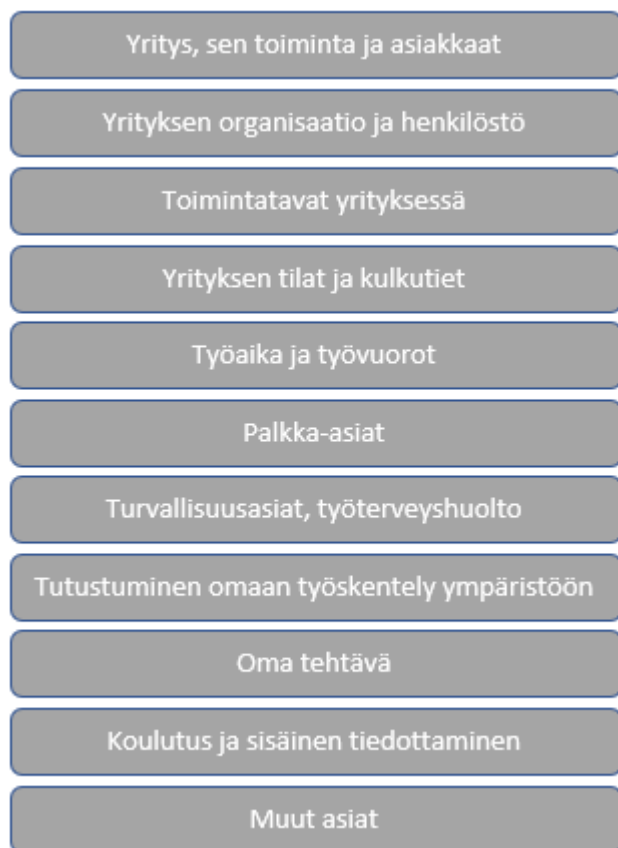 Yritys, sen toiminta ja asiakkaat
Yrityksen organisaatio ja henkilöstö
Toimintatavat yrityksessä
Yrityksen tilat ja kulkutiet
Työaika ja työvuorot
Palkka-asiat
Turvallisuusasiat, työterveyshuolto
Tutustuminen omaan työskentely ympäristöön
Oma tehtävä
Koulutus ja sisäinen tiedottaminen
Muut asiat